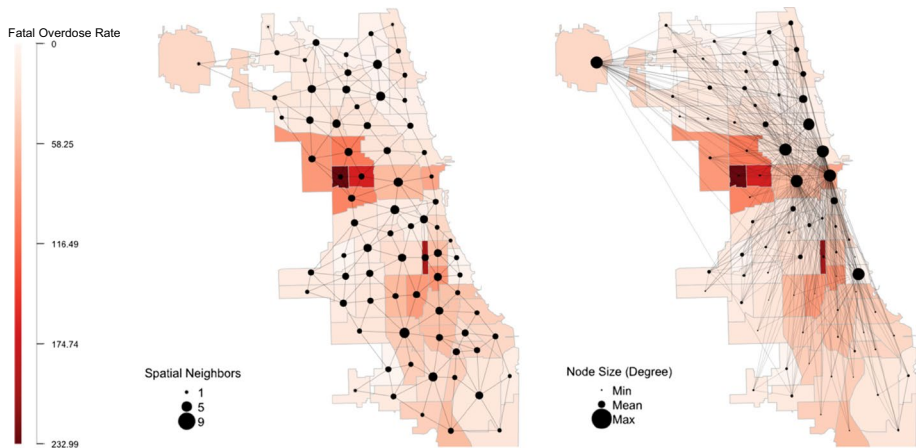 Fatal Overdose Rate
0
58.25
116.49
174.74
232.99
Spatial Neighbors
1
5
9
Node Size (Degree)
Min
Mean
Max